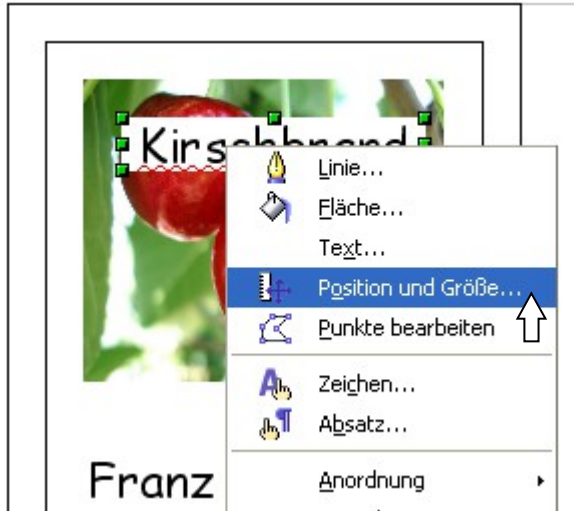 Kirschbrand
Linie...
Fläche...
Text...
Position und Größe...
Punkte bearbeiten
Zeichen...
Absatz...
Franz
Anordnung